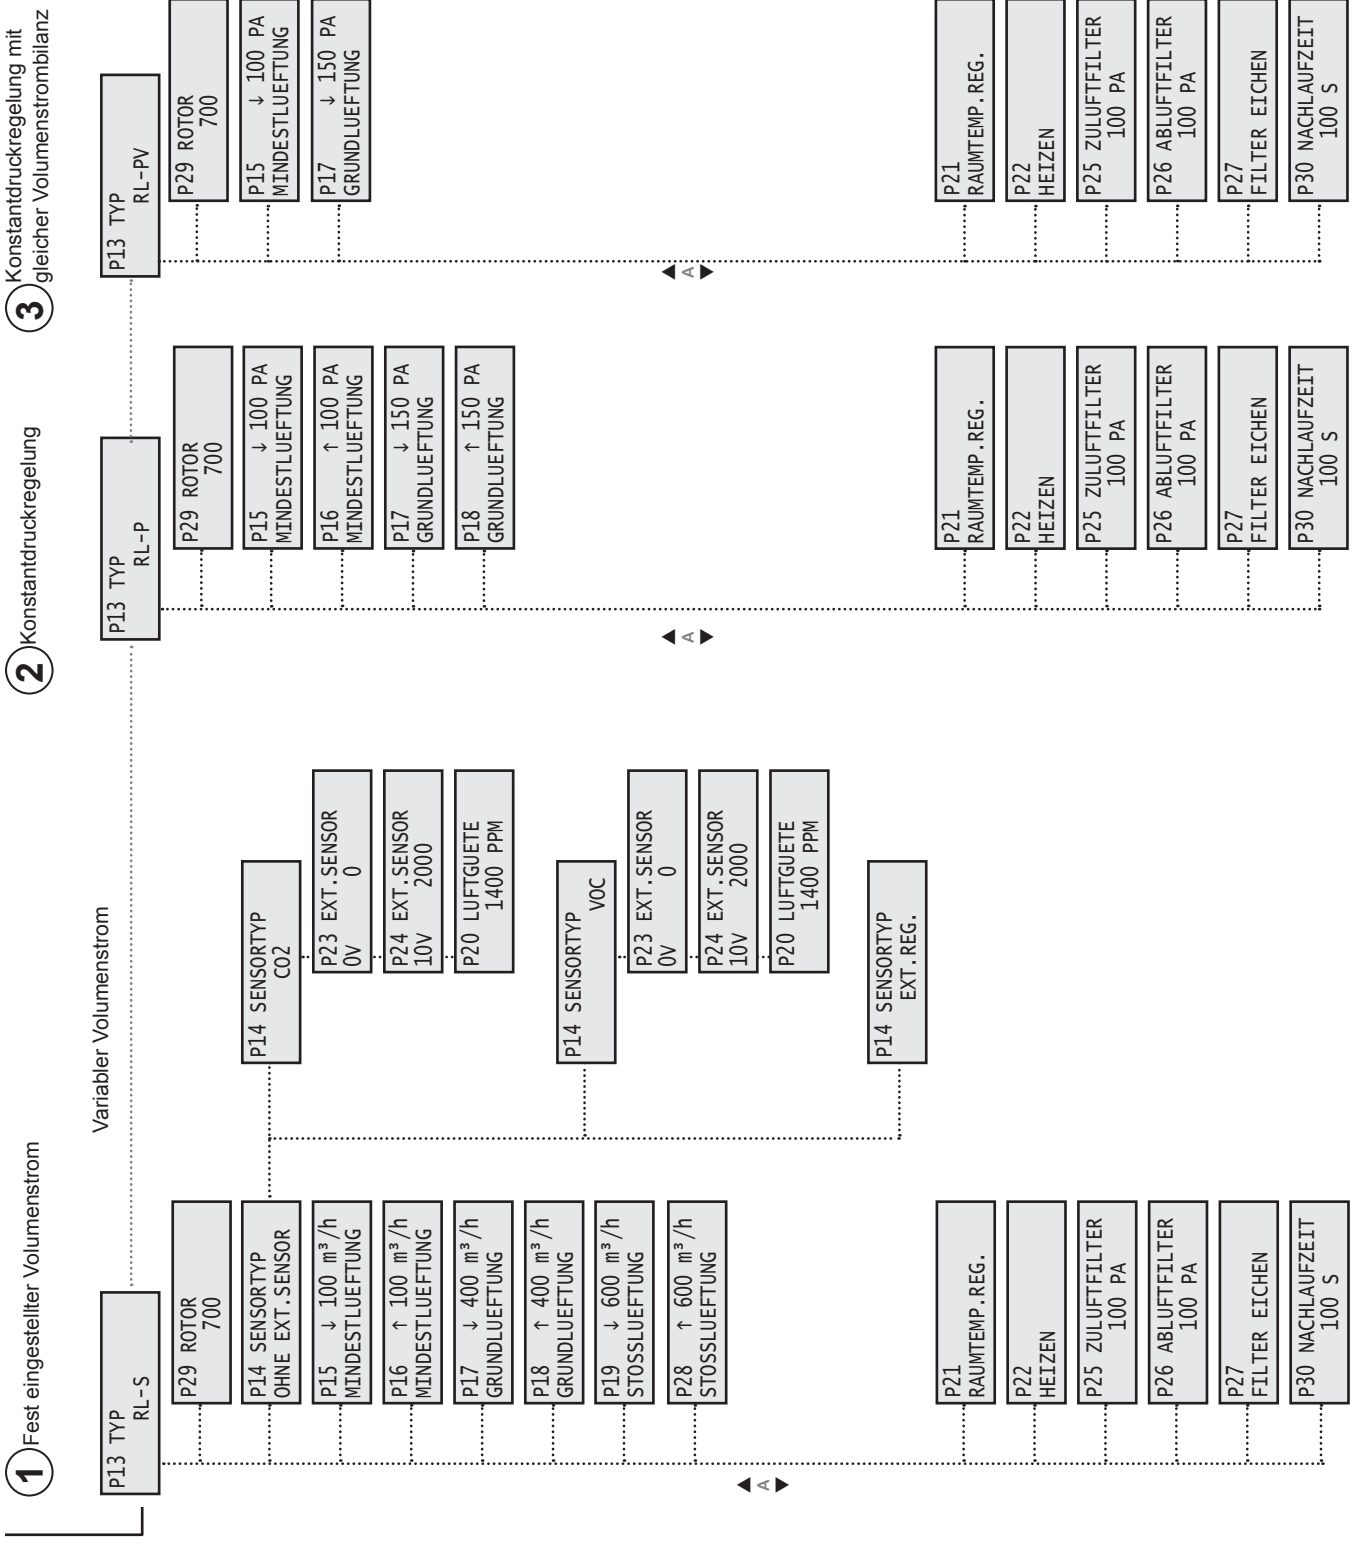 1
Fest eingestellter Volumenstrom
P13 TYP
RL-S
P29 ROTOR
700
P14 SENSORTYP
OHNE EXT.SENSOR
P15 ↓ 100 m³/h
MINDESTLUEFTUNG
P16 ↑ 100 m³/h
MINDESTLUEFTUNG
P17 ↓ 400 m³/h
GRUNDLUEFTUNG
P18 ↑ 400 m³/h
GRUNDLUEFTUNG
P19 ↓ 600 m³/h
STOSSLUEFTUNG
P28 ↑ 600 m³/h
STOSSLUEFTUNG
A
P21
RAUMTEMP.REG.
P22
HEIZEN
P25 ZULUFTFILTER
100 PA
P26 ABLUFTFILTER
100 PA
P27
FILTER EICHEN
P30 NACHLAUFZEIT
100 S
Variabler Volumenstrom
P14 SENSORTYP
CO2
P23 EXT.SENSOR
0V 0
P24 EXT.SENSOR
10V 2000
P20 LUFTGUETE
1400 PPM
P14 SENSORTYP
VOC
P23 EXT.SENSOR
0V 0
P24 EXT.SENSOR
10V 2000
P20 LUFTGUETE
1400 PPM
P14 SENSORTYP
EXT.REG.
2
Konstantdruckregelung
P13 TYP
RL-P
P29 ROTOR
700
P15 ↓ 100 PA
MINDESTLUEFTUNG
P16 ↑ 100 PA
MINDESTLUEFTUNG
P17 ↓ 150 PA
GRUNDLUEFTUNG
P18 ↑ 150 PA
GRUNDLUEFTUNG
A
P21
RAUMTEMP.REG.
P22
HEIZEN
P25 ZULUFTFILTER
100 PA
P26 ABLUFTFILTER
100 PA
P27
FILTER EICHEN
P30 NACHLAUFZEIT
100 S
3
Konstantdruckregelung mit
gleicher Volumenstrombilanz
P13 TYP
RL-PV
P29 ROTOR
700
P15 ↓ 100 PA
MINDESTLUEFTUNG
P17 ↓ 150 PA
GRUNDLUEFTUNG
A
P21
RAUMTEMP.REG.
P22
HEIZEN
P25 ZULUFTFILTER
100 PA
P26 ABLUFTFILTER
100 PA
P27
FILTER EICHEN
P30 NACHLAUFZEIT
100 S